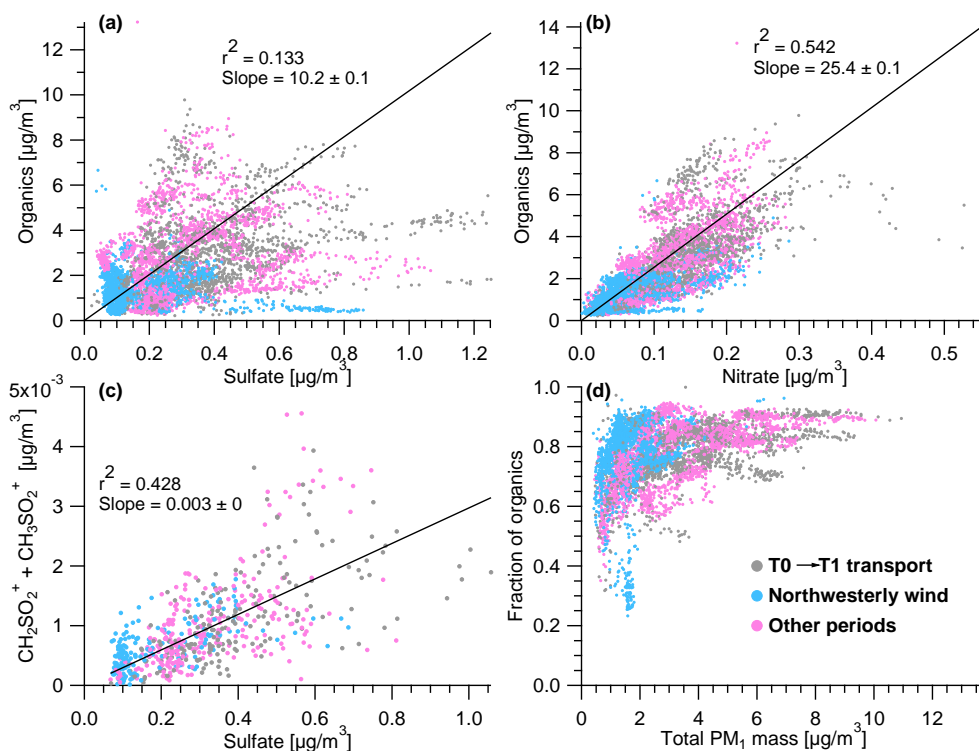 (a)
r² = 0.133
Slope = 10.2 ± 0.1
Organics [µg/m³]
12
10
8
6
4
2
0
0.0 0.2 0.4 0.6 0.8 1.0 1.2
Sulfate [µg/m³]
(b)
r² = 0.542
Slope = 25.4 ± 0.1
Organics [µg/m³]
14
12
10
8
6
4
2
0
0.0 0.1 0.2 0.3 0.4 0.5
Nitrate [µg/m³]
(c)
r² = 0.428
Slope = 0.003 ± 0
CH₂SO₂⁺ + CH₃SO₂⁺ [µg/m³]
5x10⁻³
4
3
2
1
0
0.0 0.2 0.4 0.6 0.8 1.0
Sulfate [µg/m³]
(d)
Fraction of organics
1.0
0.8
0.6
0.4
0.2
0.0
T0 →T1 transport
Northwesterly wind
Other periods
0 2 4 6 8 10 12
Total PM₁ mass [µg/m³]